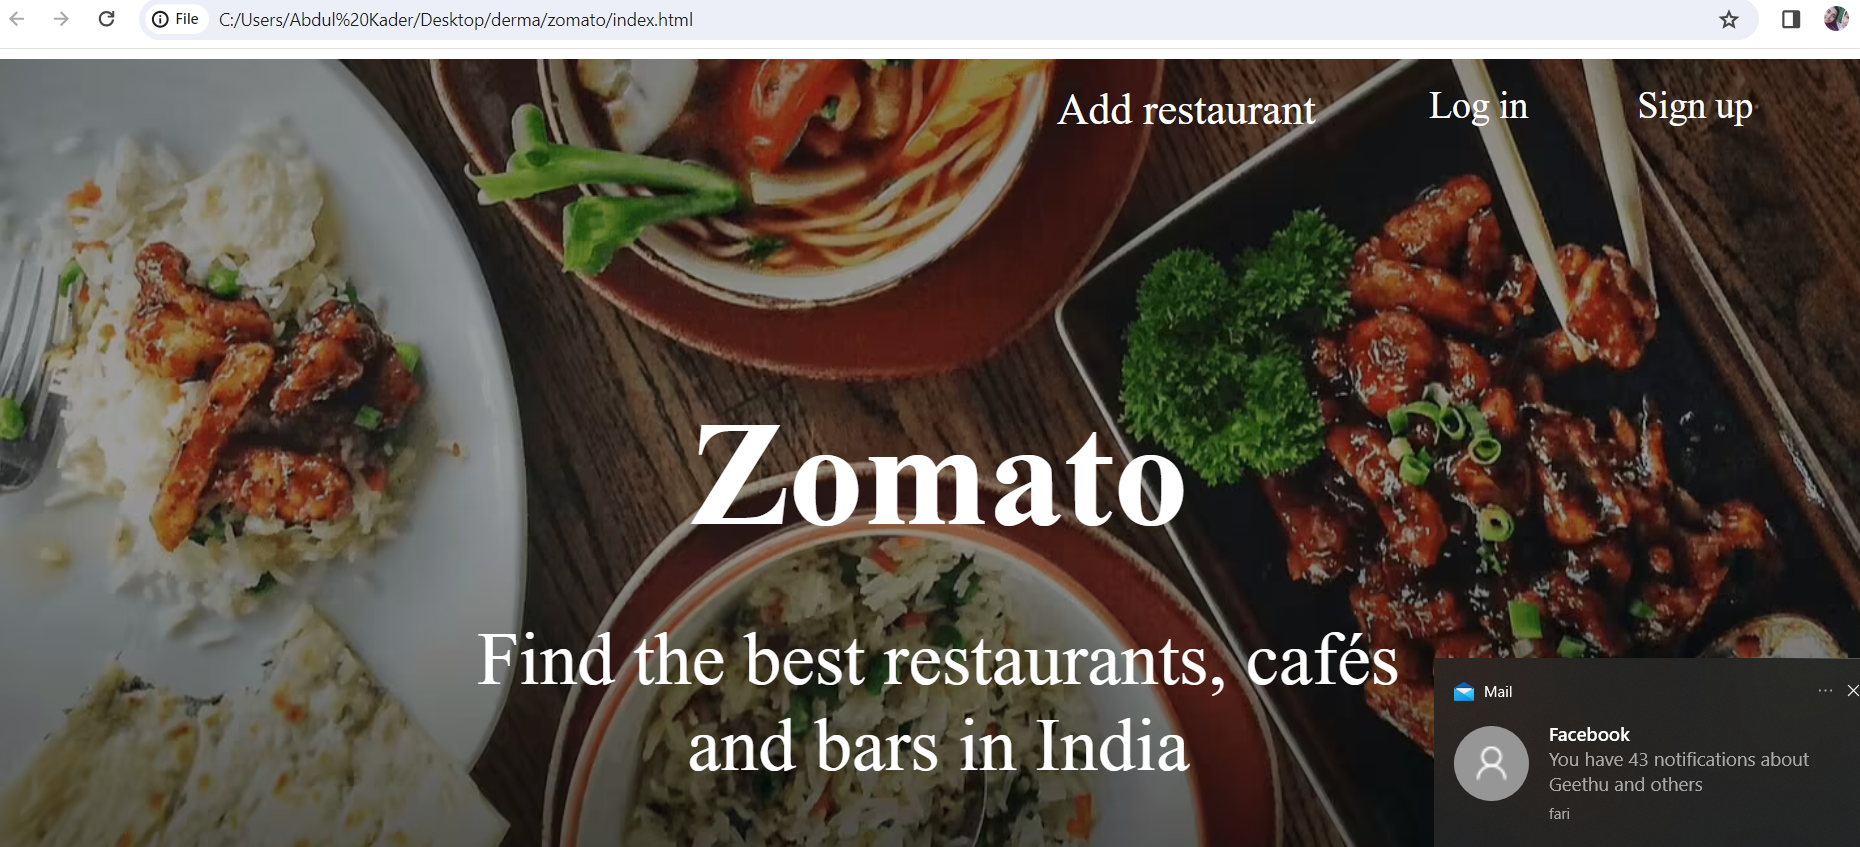 File C:/Users/Abdul%20Kader/Desktop/derma/zomato/index.html
Add restaurant Log in Sign up
Zomato
Find the best restaurants, cafés
and bars in India
Mail
Facebook
You have 43 notifications about
Geethu and others
fari